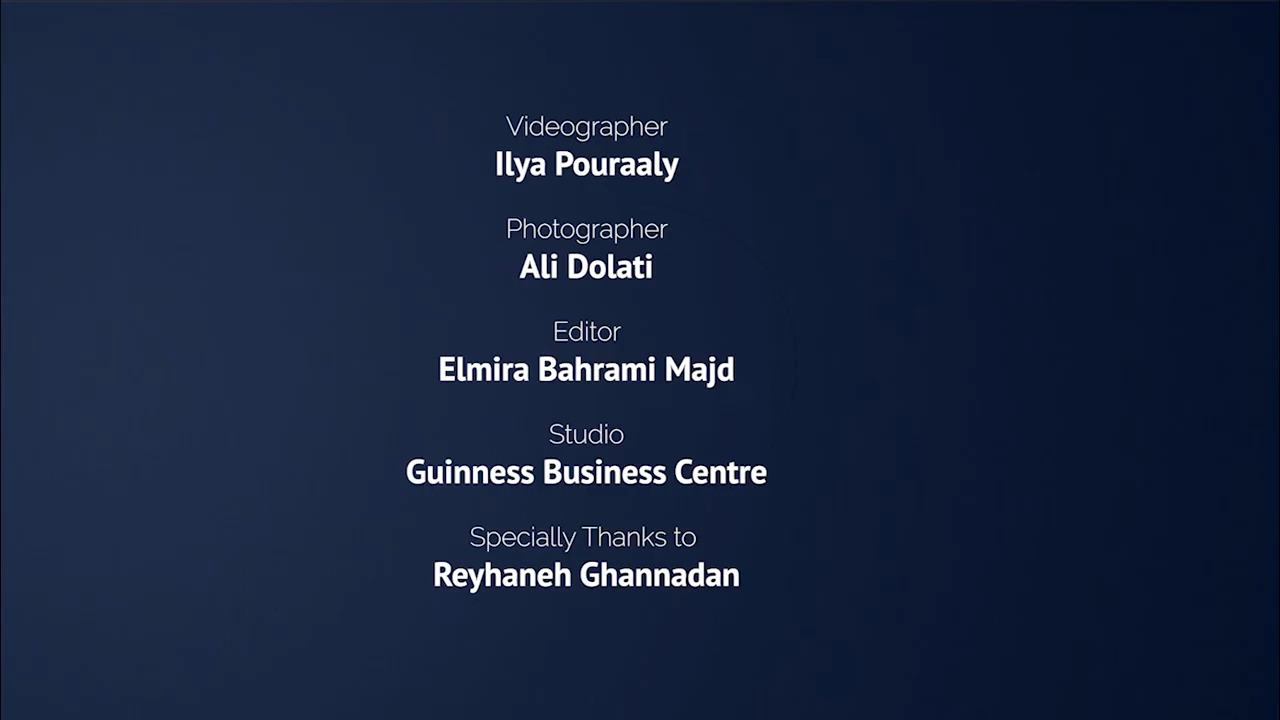 Videographer
Ilya Pouraaly
Photographer
Ali Dolati
Editor
Elmira Bahrami Majd
Studio
Guinness Business Centre
Specially Thanks to
Reyhaneh Ghannadan